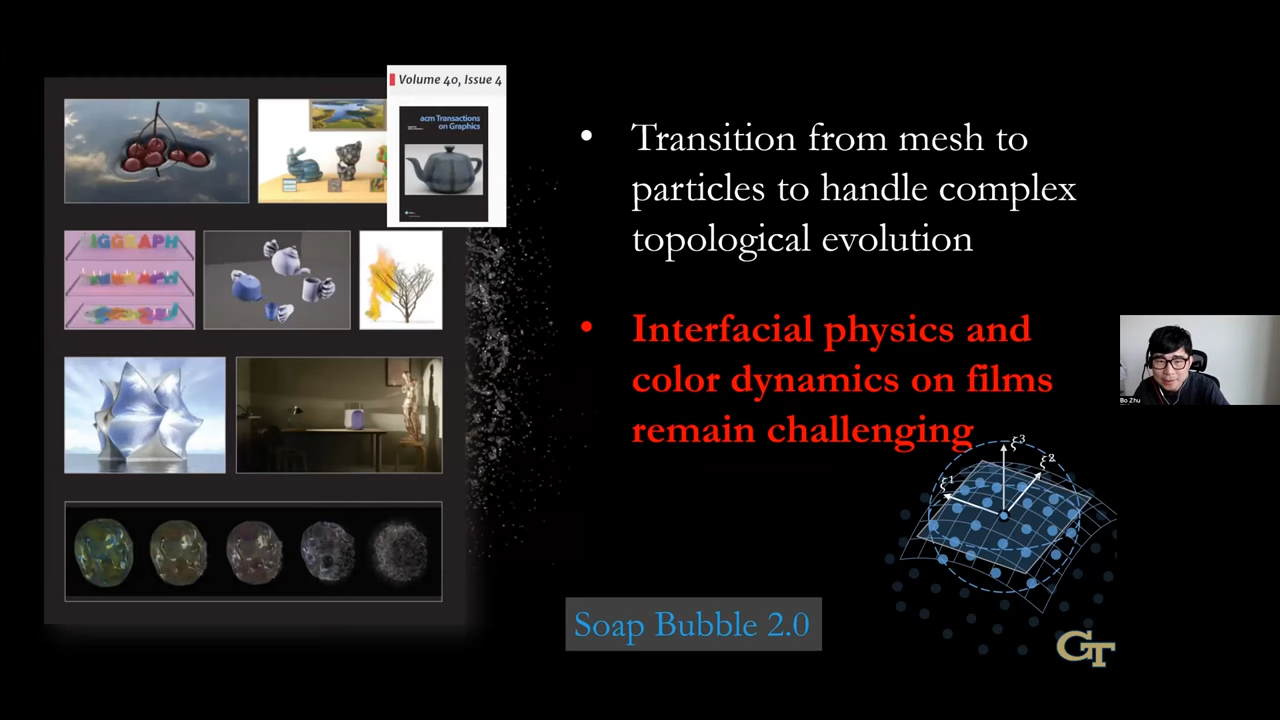 Volume 40, Issue 4
acm Transactions
on Graphics
• Transition from mesh to
particles to handle complex
topological evolution
• Interfacial physics and
color dynamics on films
remain challenging
ξ³
ξ²
ξ¹
Bo Zhu
Soap Bubble 2.0
GT